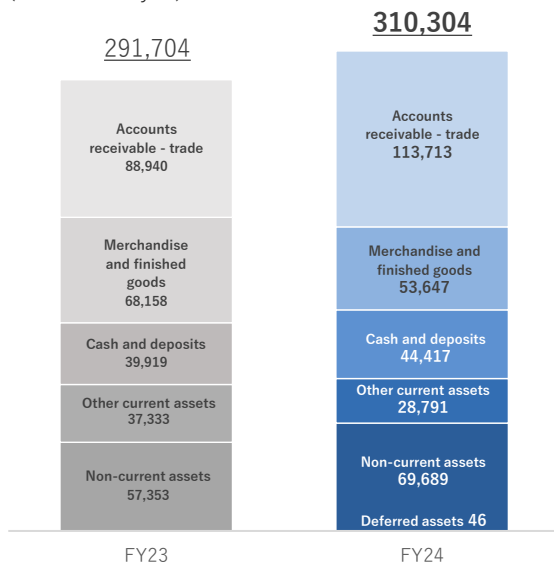 310,304
291,704
Accounts
receivable - trade
88,940
Merchandise
and finished
goods
68,158
Cash and deposits
39,919
Other current assets
37,333
Non-current assets
57,353
Accounts
receivable - trade
113,713
Merchandise and
finished goods
53,647
Cash and deposits
44,417
Other current assets
28,791
Non-current assets
69,689
Deferred assets 46
FY23
FY24